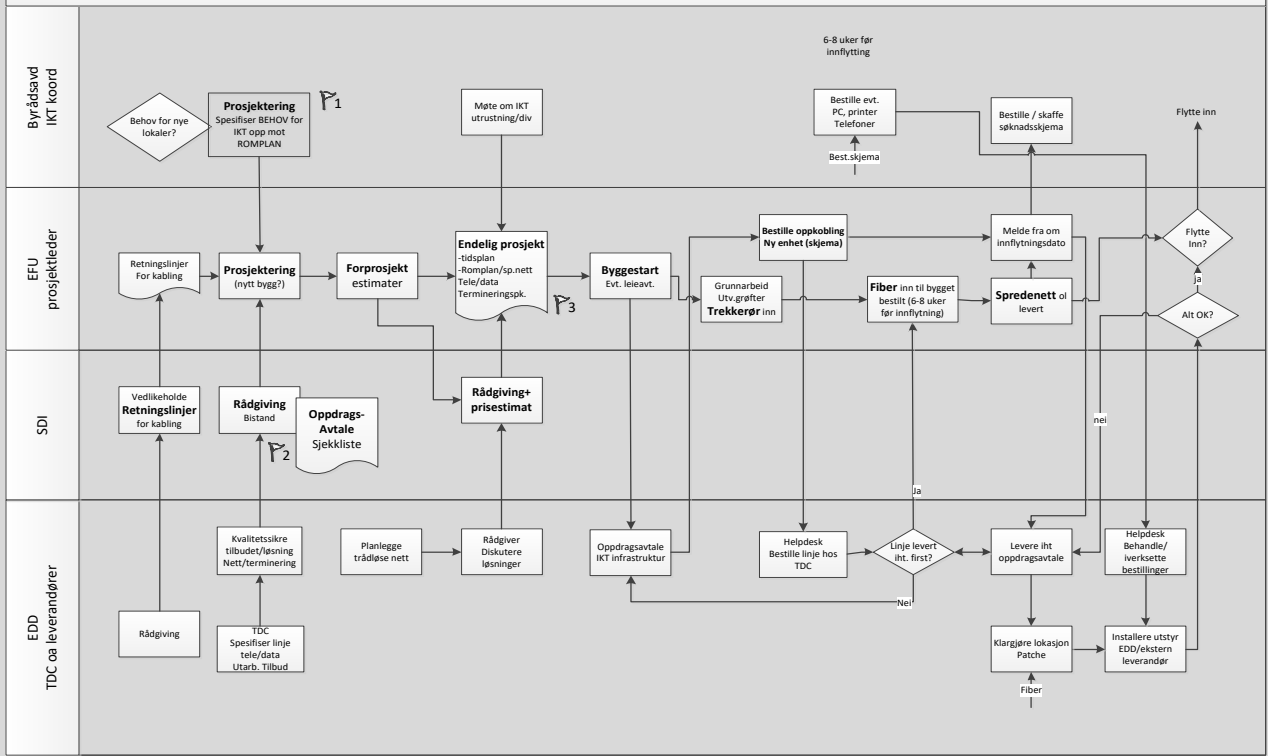 Byrådsavd
IKT koord
6-8 uker før
innflytting
Behov for nye
lokaler?
Prosjektering
Spesifiser BEHOV for
IKT opp mot
ROMPLAN
1
Møte om IKT
utrustning/div
Bestille evt.
PC, printer
Telefoner
Best.skjema
Bestille / skaffe
søknadsskjema
Flytte inn
EFU
prosjektleder
Retningslinjer
For kabling
Prosjektering
(nytt bygg?)
Forprosjekt
estimater
Endelig prosjekt
-tidsplan
-Romplan/sp.nett
Tele/data
Termineringspk.
3
Byggestart
Evt. leieavt.
Bestille oppkobling
Ny enhet (skjema)
Grunnarbeid
Utv.grøfter
Trekkerør inn
Fiber inn til bygget
bestilt (6-8 uker
før innflytning)
Melde fra om
innflytningsdato
Spredenett ol
levert
Flytte
Inn?
ja
Alt OK?
SDI
Vedlikeholde
Retningslinjer
for kabling
Rådgiving
Bistand
2
Oppdrags-
Avtale
Sjekkliste
Rådgiving+
prisestimat
nei
Ja
EDD
TDC oa leverandører
Rådgiving
Kvalitetssikre
tilbudet/løsning
Nett/terminering
TDC
Spesifiser linje
tele/data
Utarb. Tilbud
Planlegge
trådløse nett
Rådgiver
Diskutere
løsninger
Oppdragsavtale
IKT infrastruktur
Helpdesk
Bestille linje hos
TDC
Linje levert
iht. first?
Nei
Levere iht
oppdragsavtale
Helpdesk
Behandle/
iverksette
bestillinger
Klargjøre lokasjon
Patche
Fiber
Installere utstyr
EDD/ekstern
leverandør